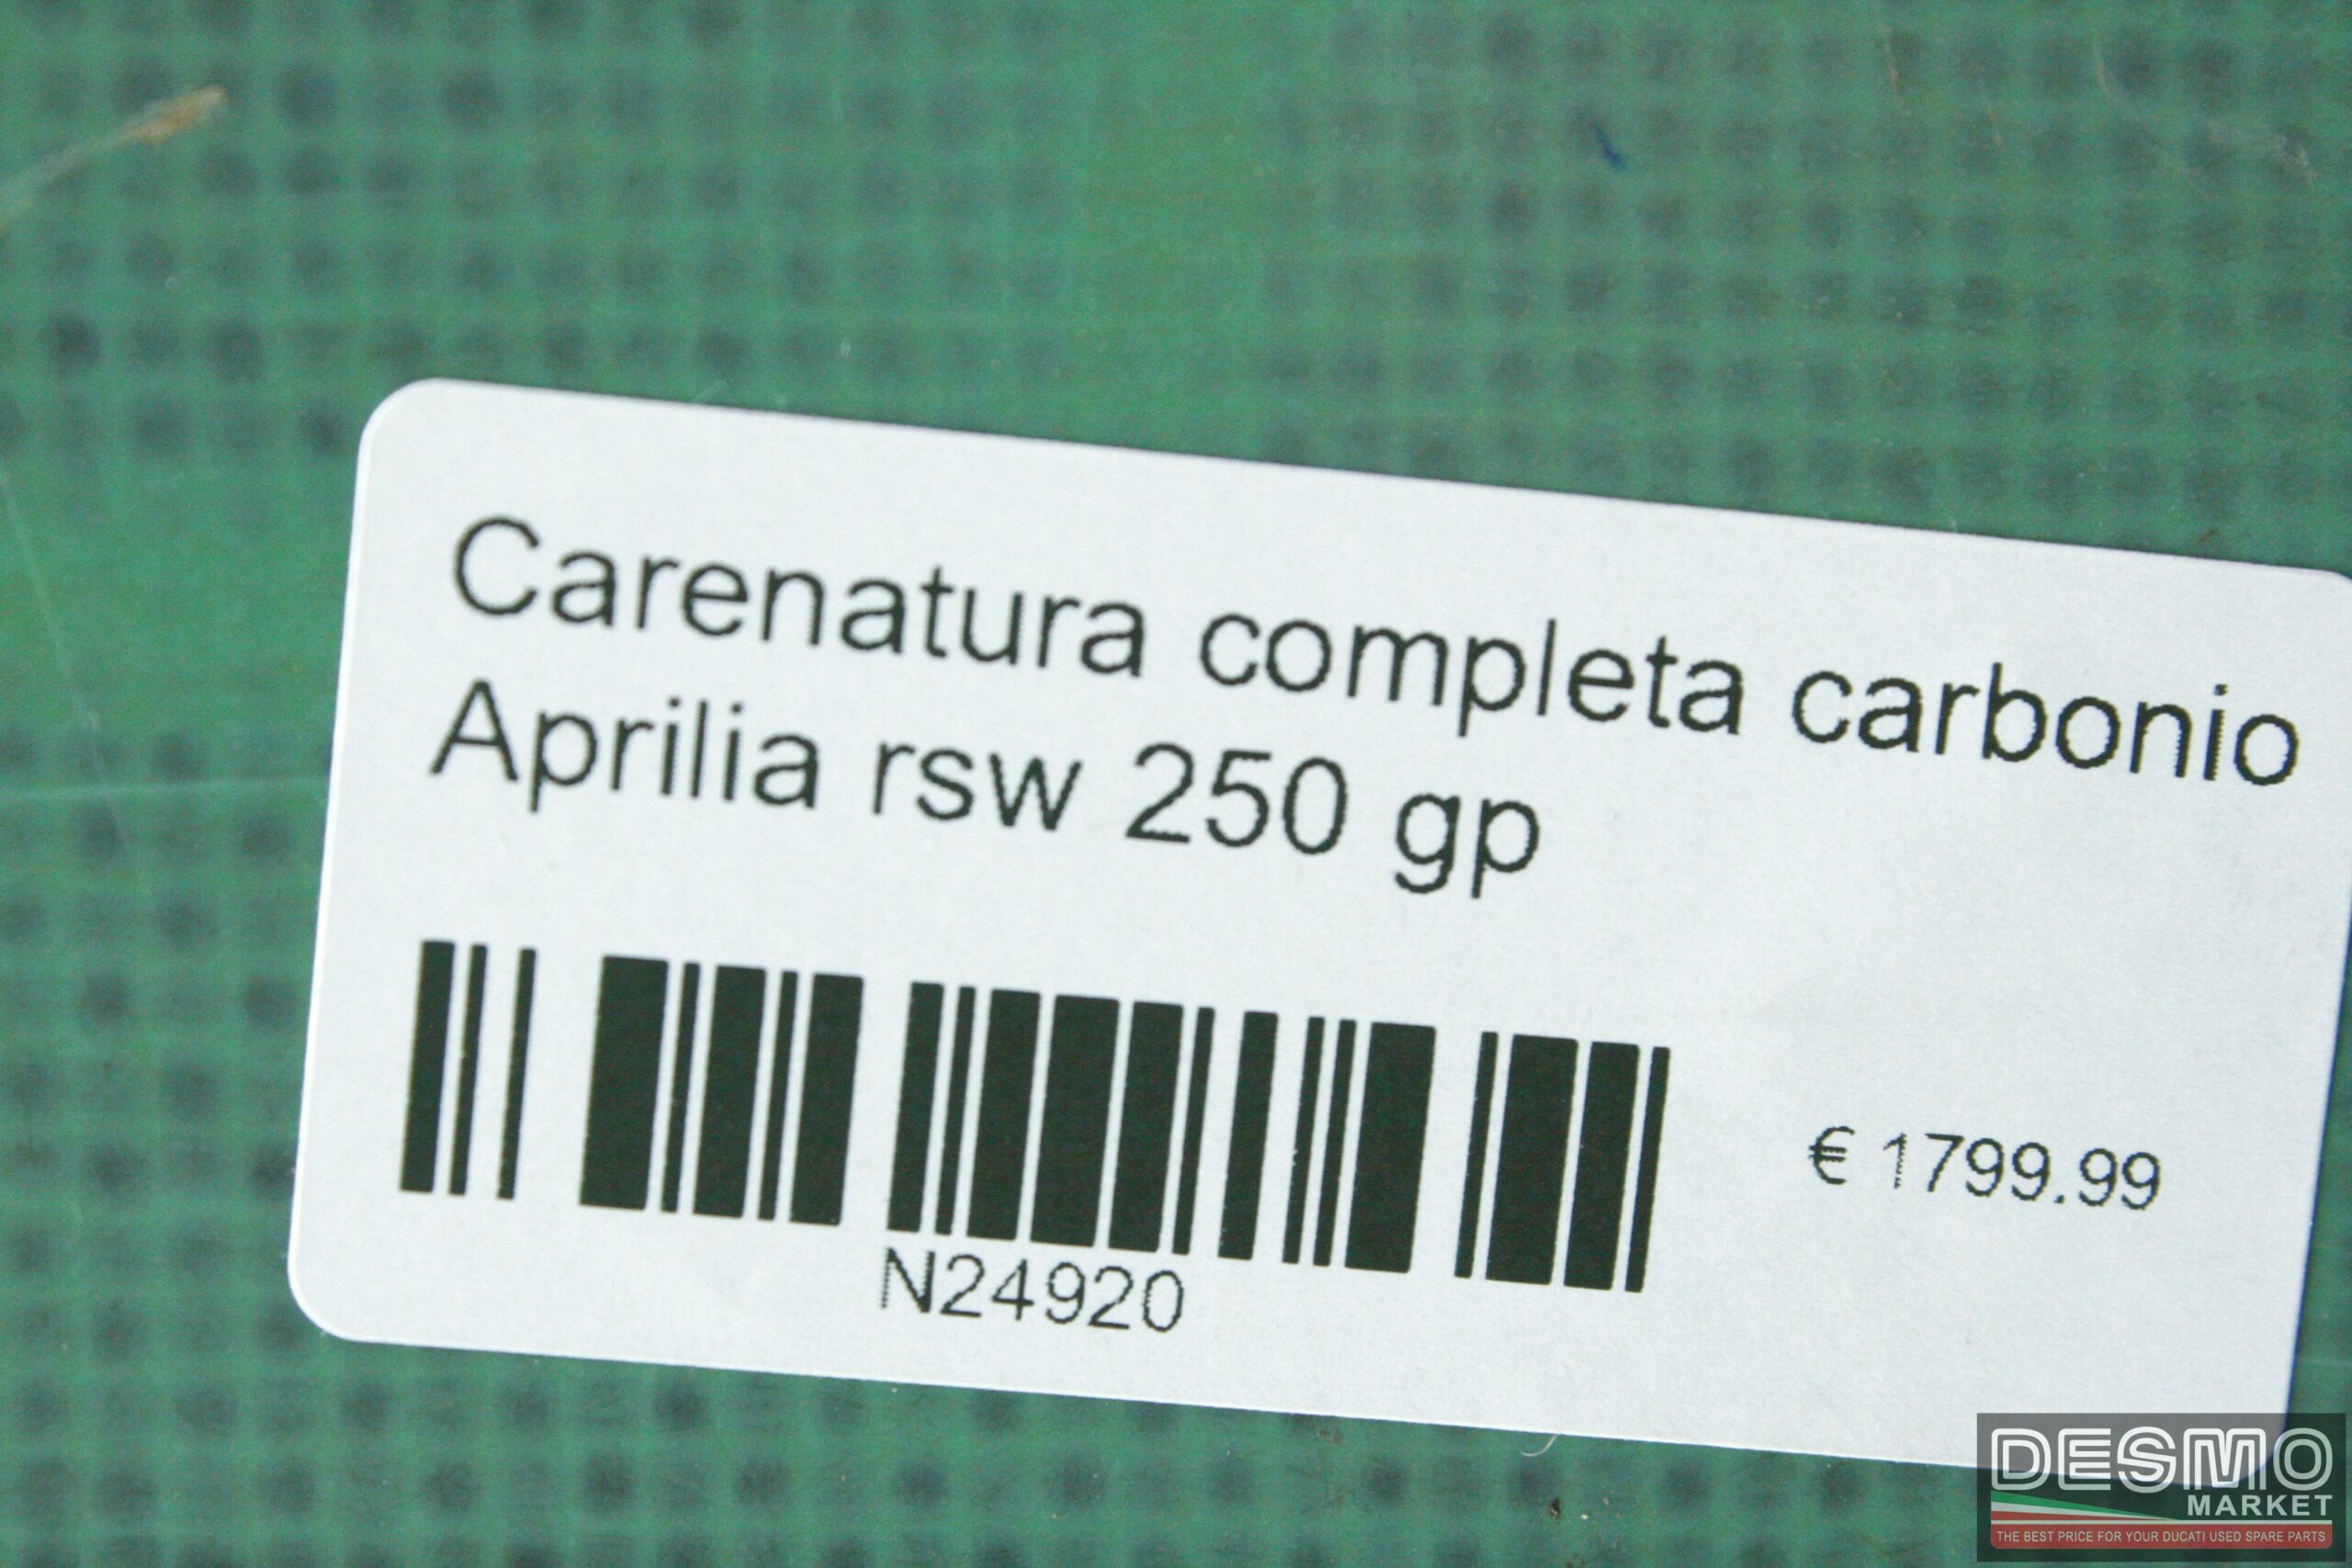 Carenatura completa carbonio
Aprilia rsw 250 gp
€ 1799.99
N24920
DESMO
MARKET
THE BEST PRICE FOR YOUR DUCATI USED SPARE PARTS